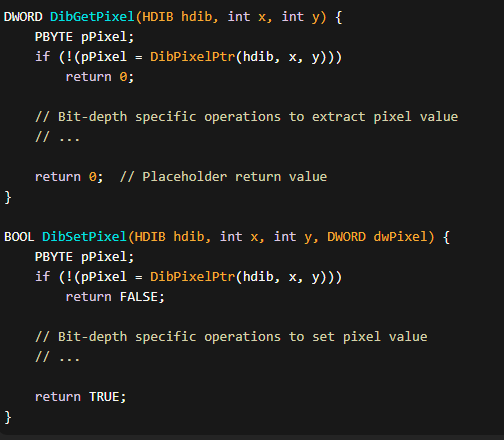 DWORD DibGetPixel(HDIB hdib, int x, int y) {
    PBYTE pPixel;
    if (!(pPixel = DibPixelPtr(hdib, x, y)))
        return 0;

    // Bit-depth specific operations to extract pixel value
    // ...

    return 0;  // Placeholder return value
}

BOOL DibSetPixel(HDIB hdib, int x, int y, DWORD dwPixel) {
    PBYTE pPixel;
    if (!(pPixel = DibPixelPtr(hdib, x, y)))
        return FALSE;

    // Bit-depth specific operations to set pixel value
    // ...

    return TRUE;
}